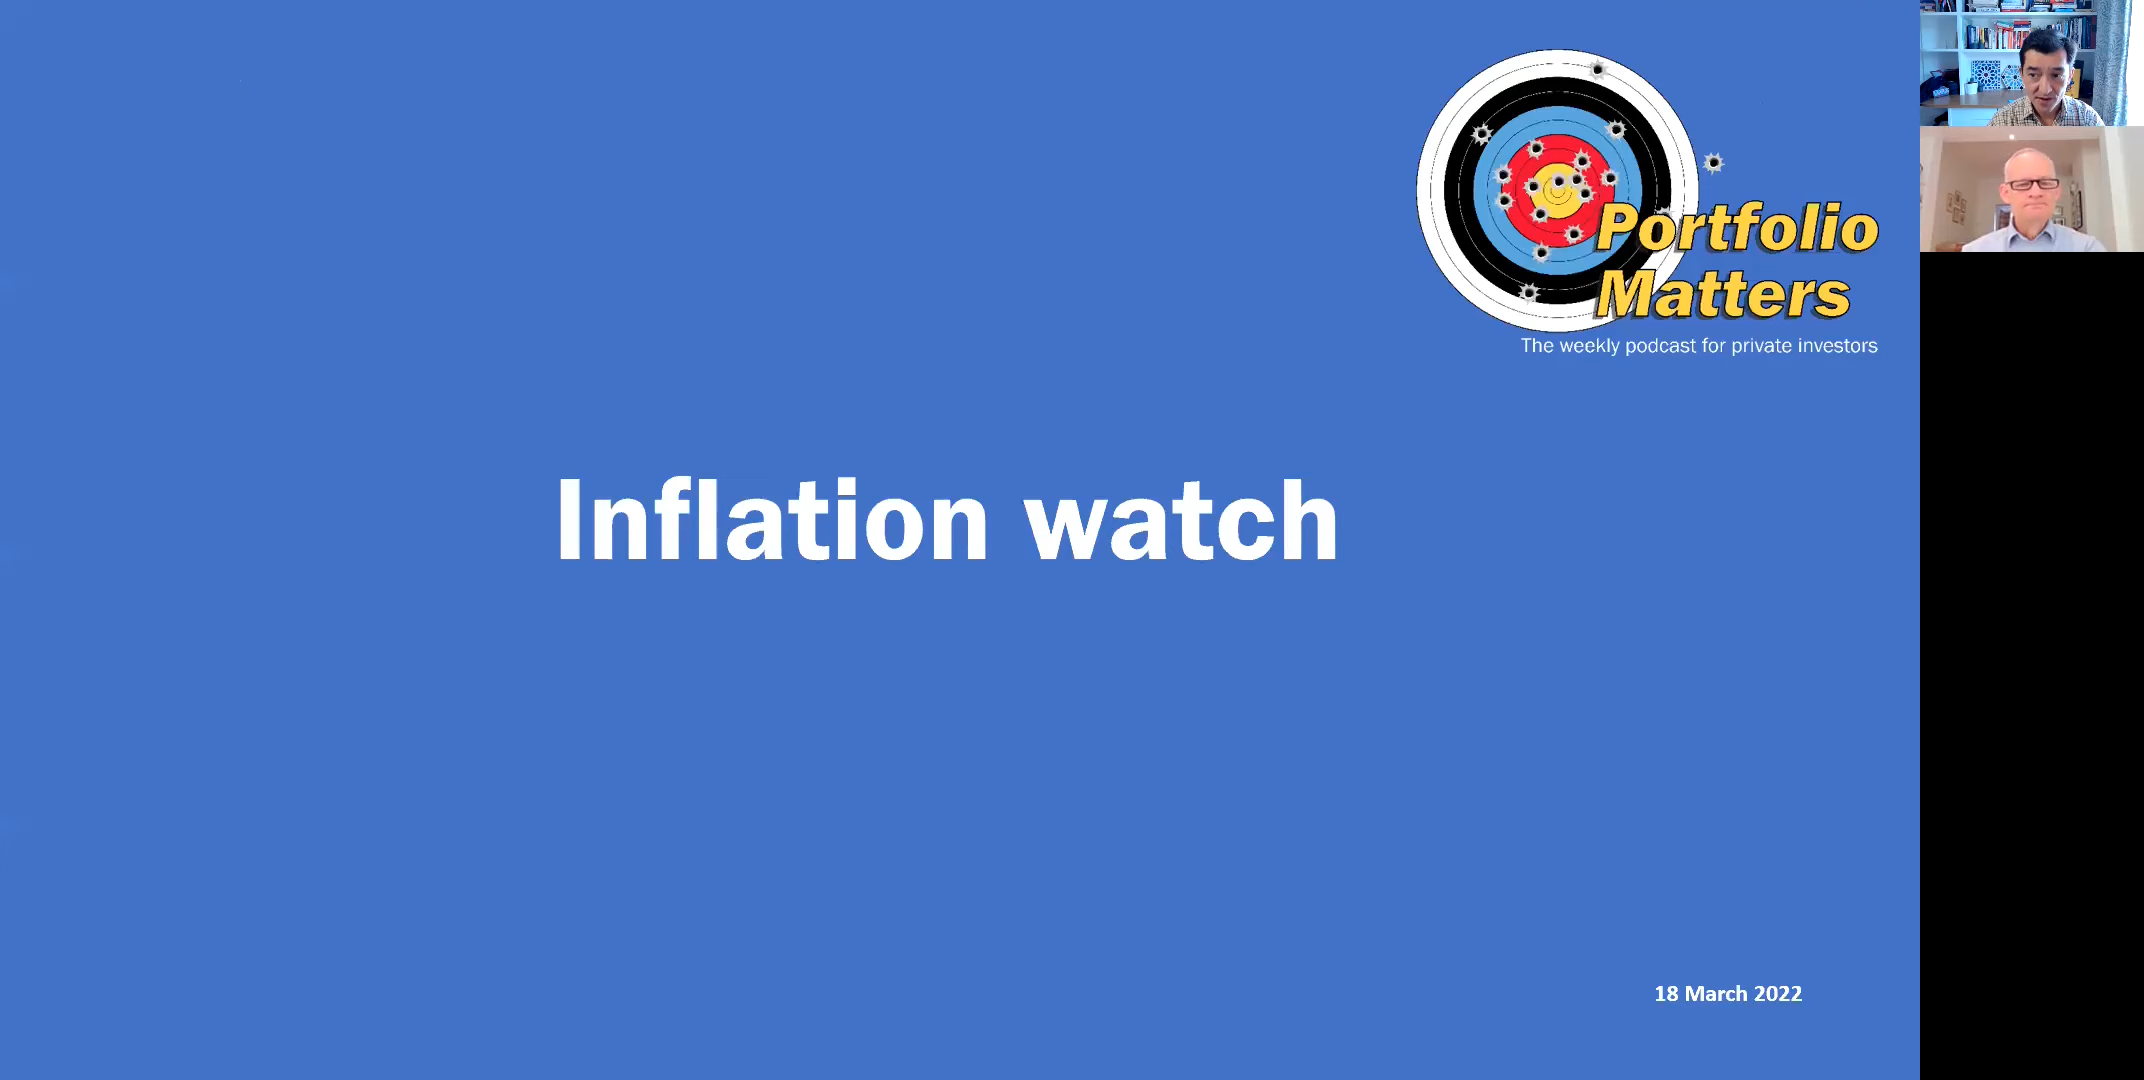 Portfolio
Matters
The weekly podcast for private investors
Inflation watch
18 March 2022